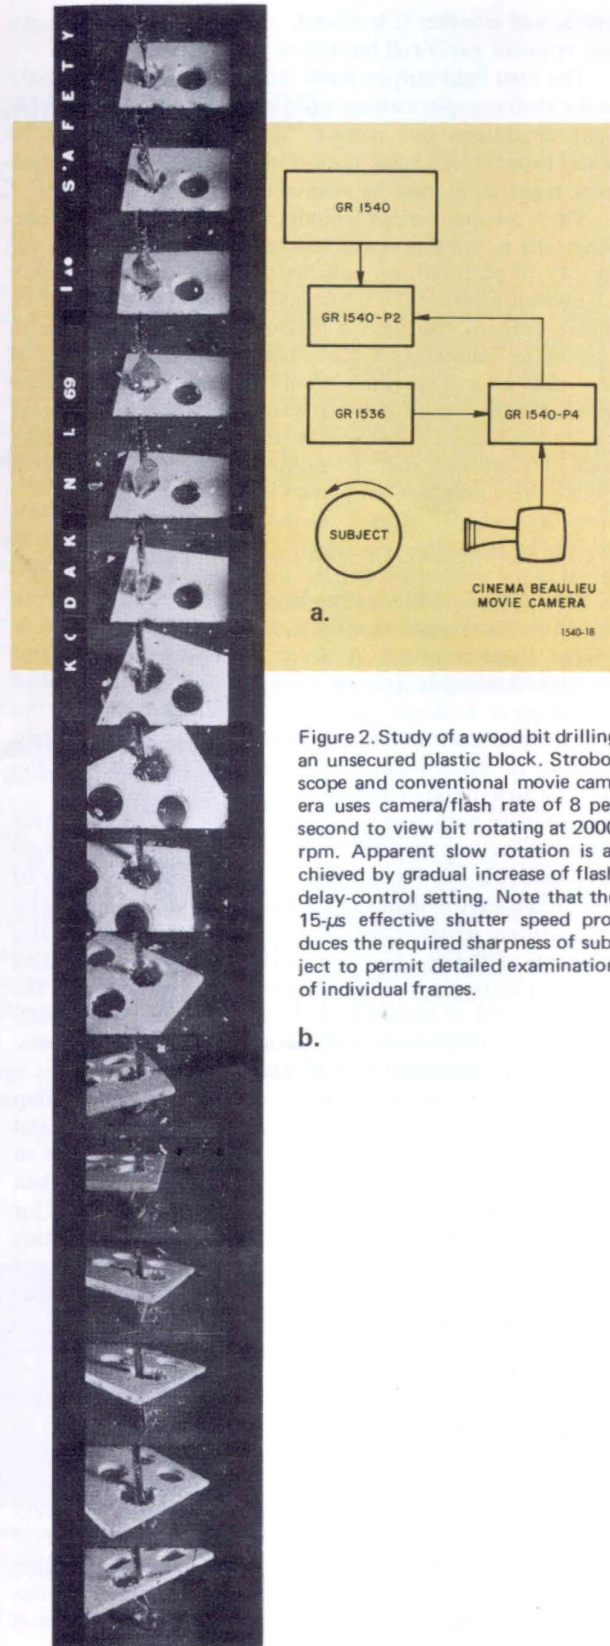 S A F E T Y
K O D A K N L 69
GR 1540
GR 1540-P2
GR 1536
GR 1540-P4
SUBJECT
CINEMA BEAULIEU
MOVIE CAMERA
a.
1540-18
Figure 2. Study of a wood bit drilling
an unsecured plastic block. Strobo
scope and conventional movie cam
era uses camera/flash rate of 8 pe
second to view bit rotating at 2000
rpm. Apparent slow rotation is a
chieved by gradual increase of flash
delay-control setting. Note that the
15-μs effective shutter speed pro
duces the required sharpness of sub
ject to permit detailed examination
of individual frames.
b.